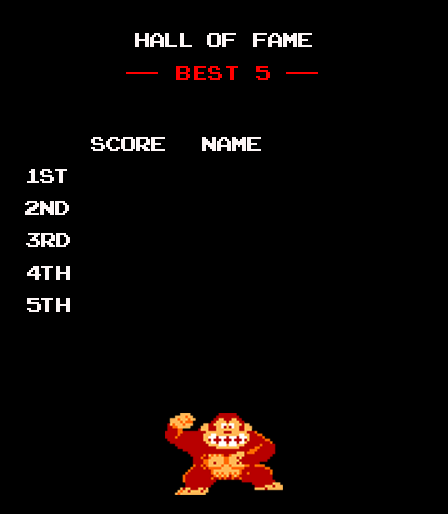 HALL OF FAME
— BEST 5 —
SCORE NAME
1ST
2ND
3RD
4TH
5TH